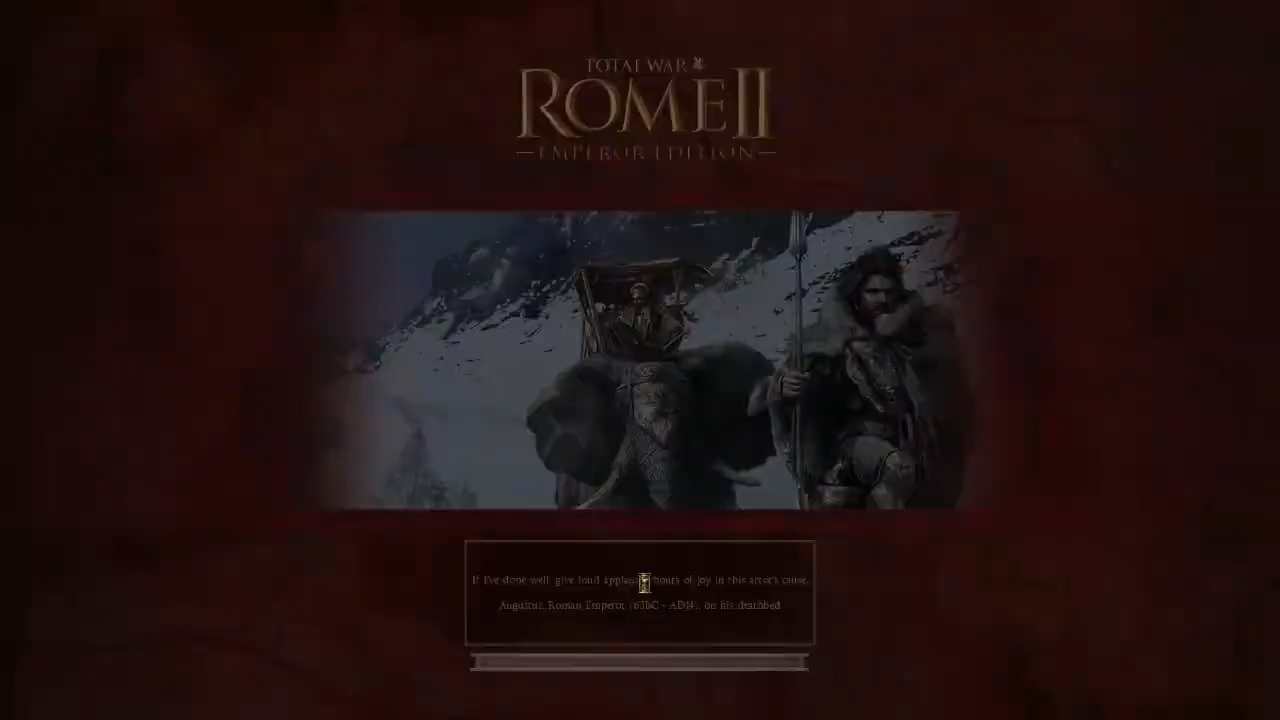 TOTAL WAR
ROME II
EMPEROR EDITION
If I've done well, give loud hours of joy in this actor's cause.
Augustus, Roman Emperor (63BC - AD14), on his deathbed